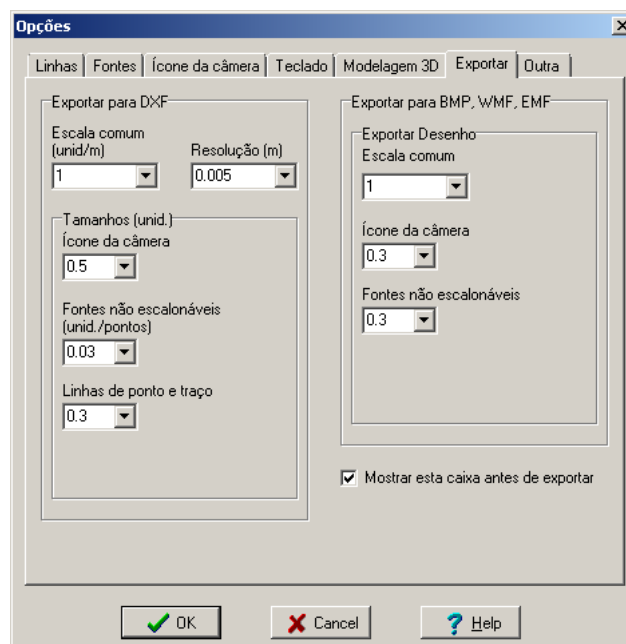 Opções
Linhas
Fontes
Ícone da câmera
Teclado
Modelagem 3D
Exportar
Outra
Exportar para DXF
Escala comum
(unid/m)
Resolução (m)
1
0.005
Tamanhos (unid.)
Ícone da câmera
0.5
Fontes não escalonáveis
(unid./pontos)
0.03
Linhas de ponto e traço
0.3
Exportar para BMP, WMF, EMF
Exportar Desenho
Escala comum
1
Ícone da câmera
0.3
Fontes não escalonáveis
0.3
Mostrar esta caixa antes de exportar
OK
Cancel
Help